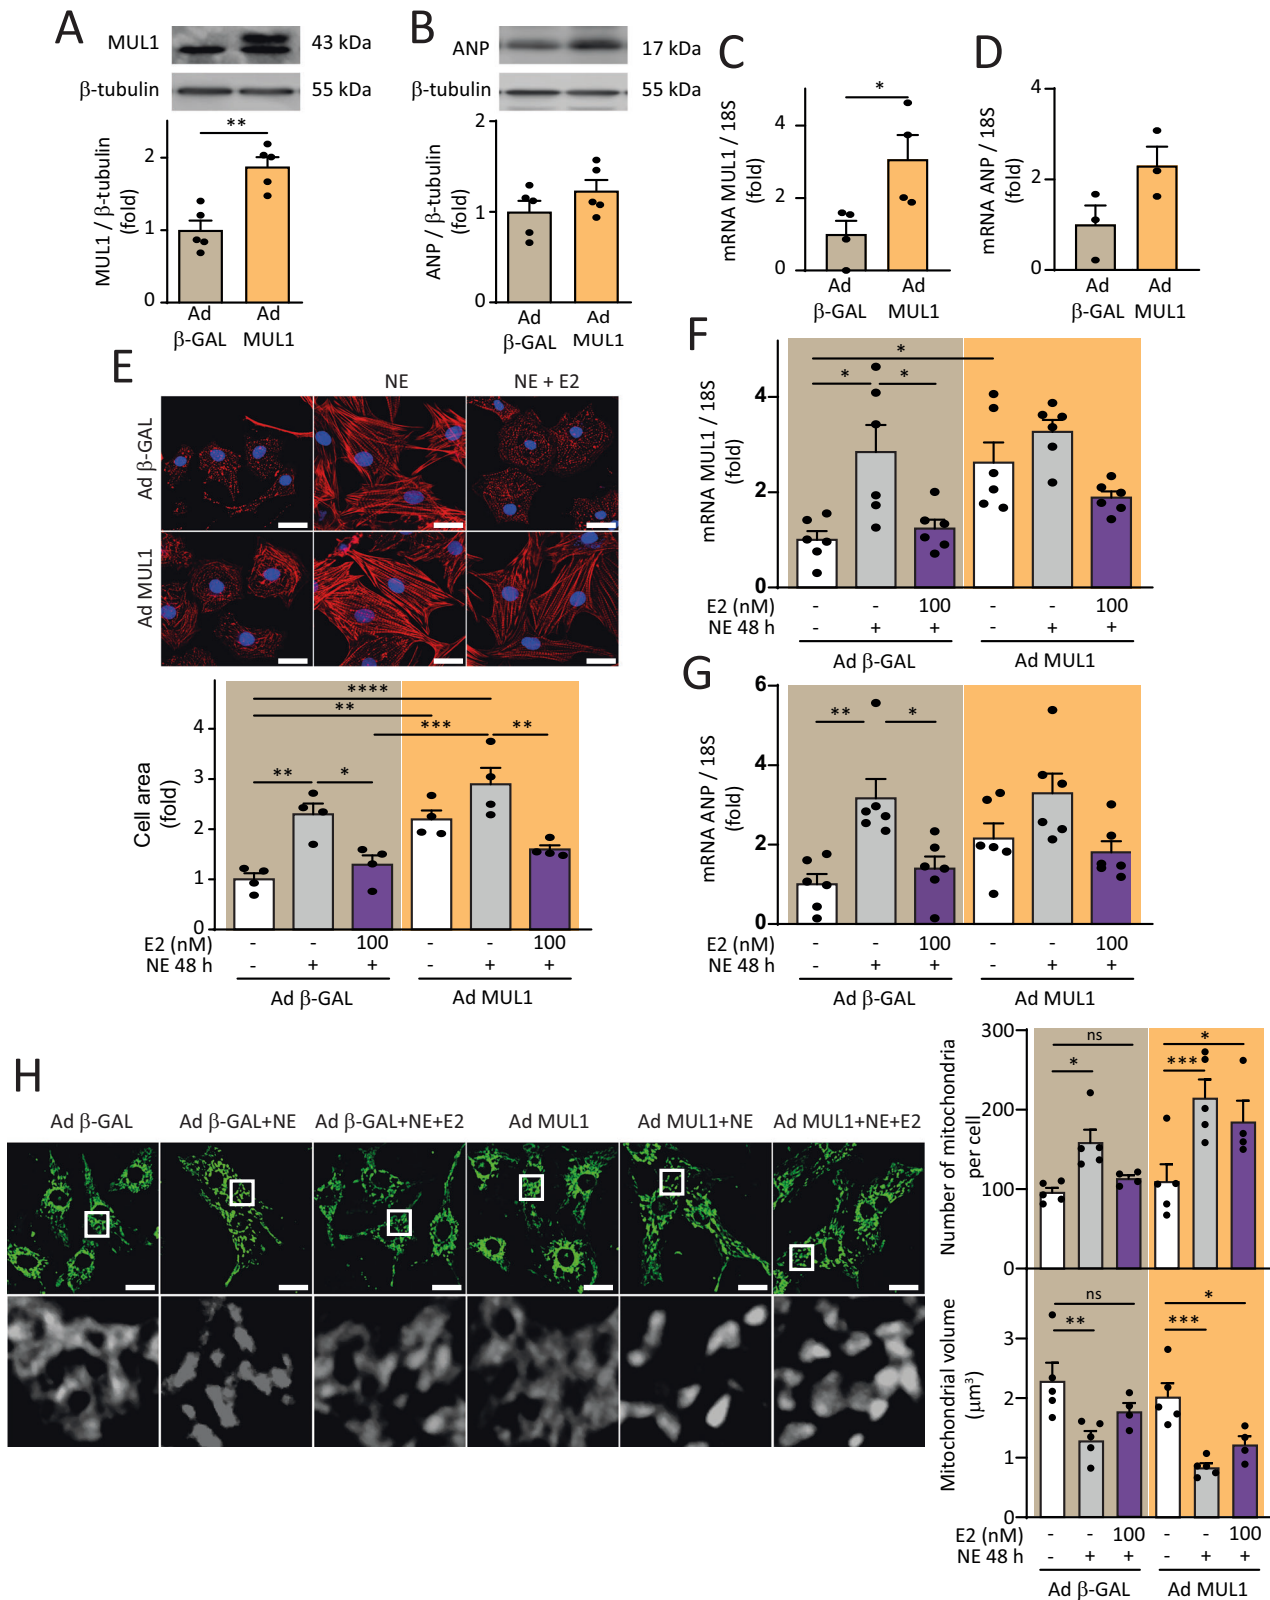 A
MUL1
43 kDa
β-tubulin
55 kDa
**
MUL1 / β-tubulin
(fold)
2
1
0
Ad
β-GAL
Ad
MUL1
B
ANP
17 kDa
β-tubulin
55 kDa
ANP / β-tubulin
(fold)
2
1
0
Ad
β-GAL
Ad
MUL1
C
*
mRNA MUL1 / 18S
(fold)
4
2
0
Ad
β-GAL
Ad
MUL1
D
mRNA ANP / 18S
(fold)
4
2
0
Ad
β-GAL
Ad
MUL1
E
NE
NE + E2
Ad β-GAL
Ad MUL1
****
**
***
**
**
*
Cell area
(fold)
4
3
2
1
0
E2 (nM) - - 100 - - 100
NE 48 h - + + - + +
Ad β-GAL
Ad MUL1
F
*
*
*
mRNA MUL1 / 18S
(fold)
4
2
0
E2 (nM) - - 100 - - 100
NE 48 h - + + - + +
Ad β-GAL
Ad MUL1
G
**
*
mRNA ANP / 18S
(fold)
6
4
2
0
E2 (nM) - - 100 - - 100
NE 48 h - + + - + +
Ad β-GAL
Ad MUL1
H
Ad β-GAL
Ad β-GAL+NE
Ad β-GAL+NE+E2
Ad MUL1
Ad MUL1+NE
Ad MUL1+NE+E2
ns
*
*
***
Number of mitochondria
per cell
300
200
100
0
ns
**
*
***
Mitochondrial volume
(μm³)
3
2
1
0
E2 (nM) - - 100 - - 100
NE 48 h - + + - + +
Ad β-GAL
Ad MUL1